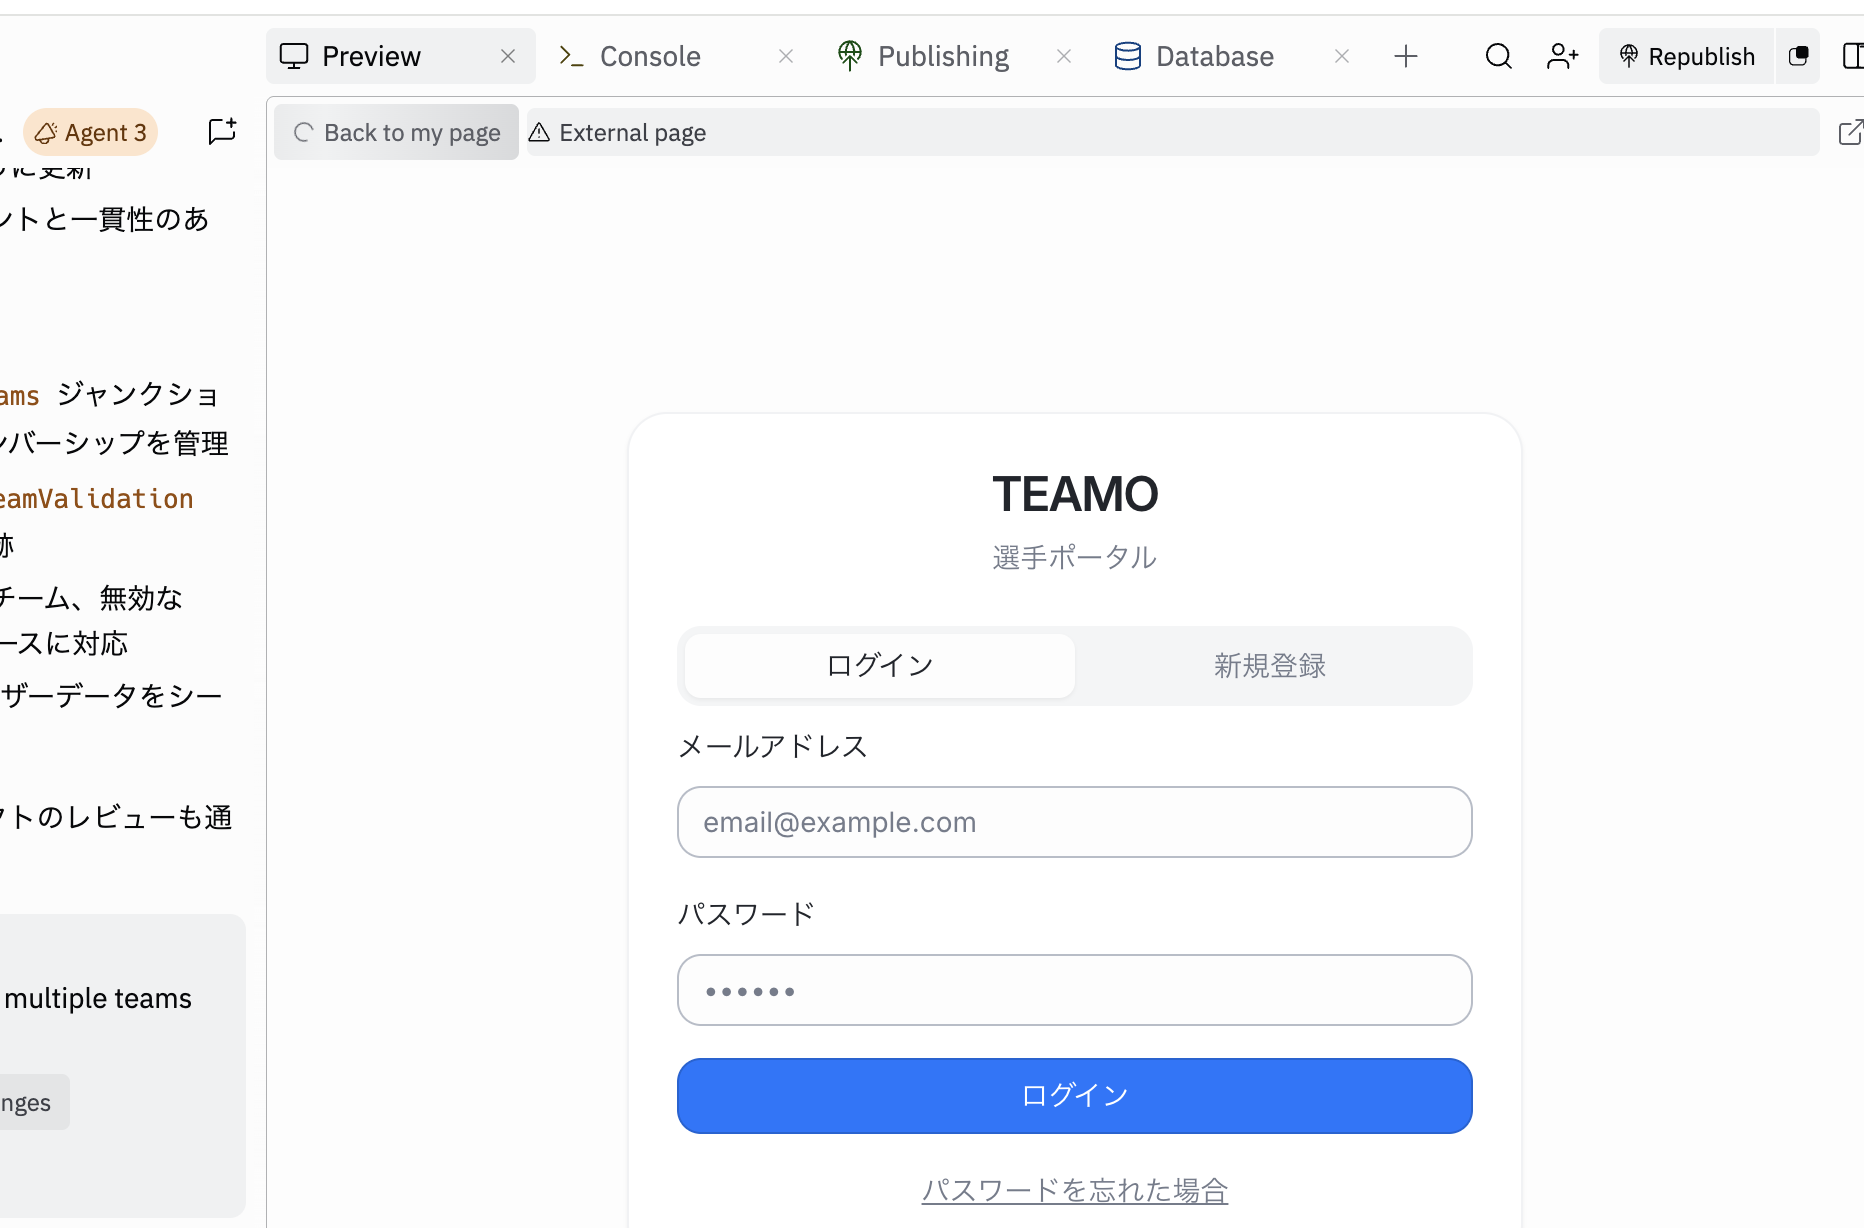 Preview
Console
Publishing
Database
Republish
Agent 3
Back to my page
External page
に更新
ントと一貫性のあ
ams ジャンクショ
バーシップを管理
eamValidation
跡
チーム、無効な
ースに対応
ザーデータをシー
トのレビューも通
multiple teams
nges
TEAMO
選手ポータル
ログイン
新規登録
メールアドレス
email@example.com
パスワード
••••••
ログイン
パスワードを忘れた場合